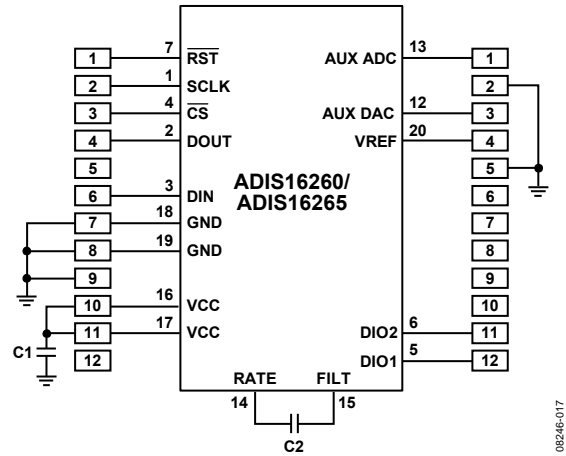 1 7 RST AUX ADC 13 1
2 1 SCLK 2
3 4 CS AUX DAC 12 3
4 2 DOUT VREF 20 4
5 5
ADIS16260/
ADIS16265
6 3 DIN 6
7 18 GND 7
8 19 GND 8
9 9
10 16 VCC 10
11 17 VCC DIO2 6 11
C1
12 DIO1 5 12
RATE FILT
14 15
C2
08246-017